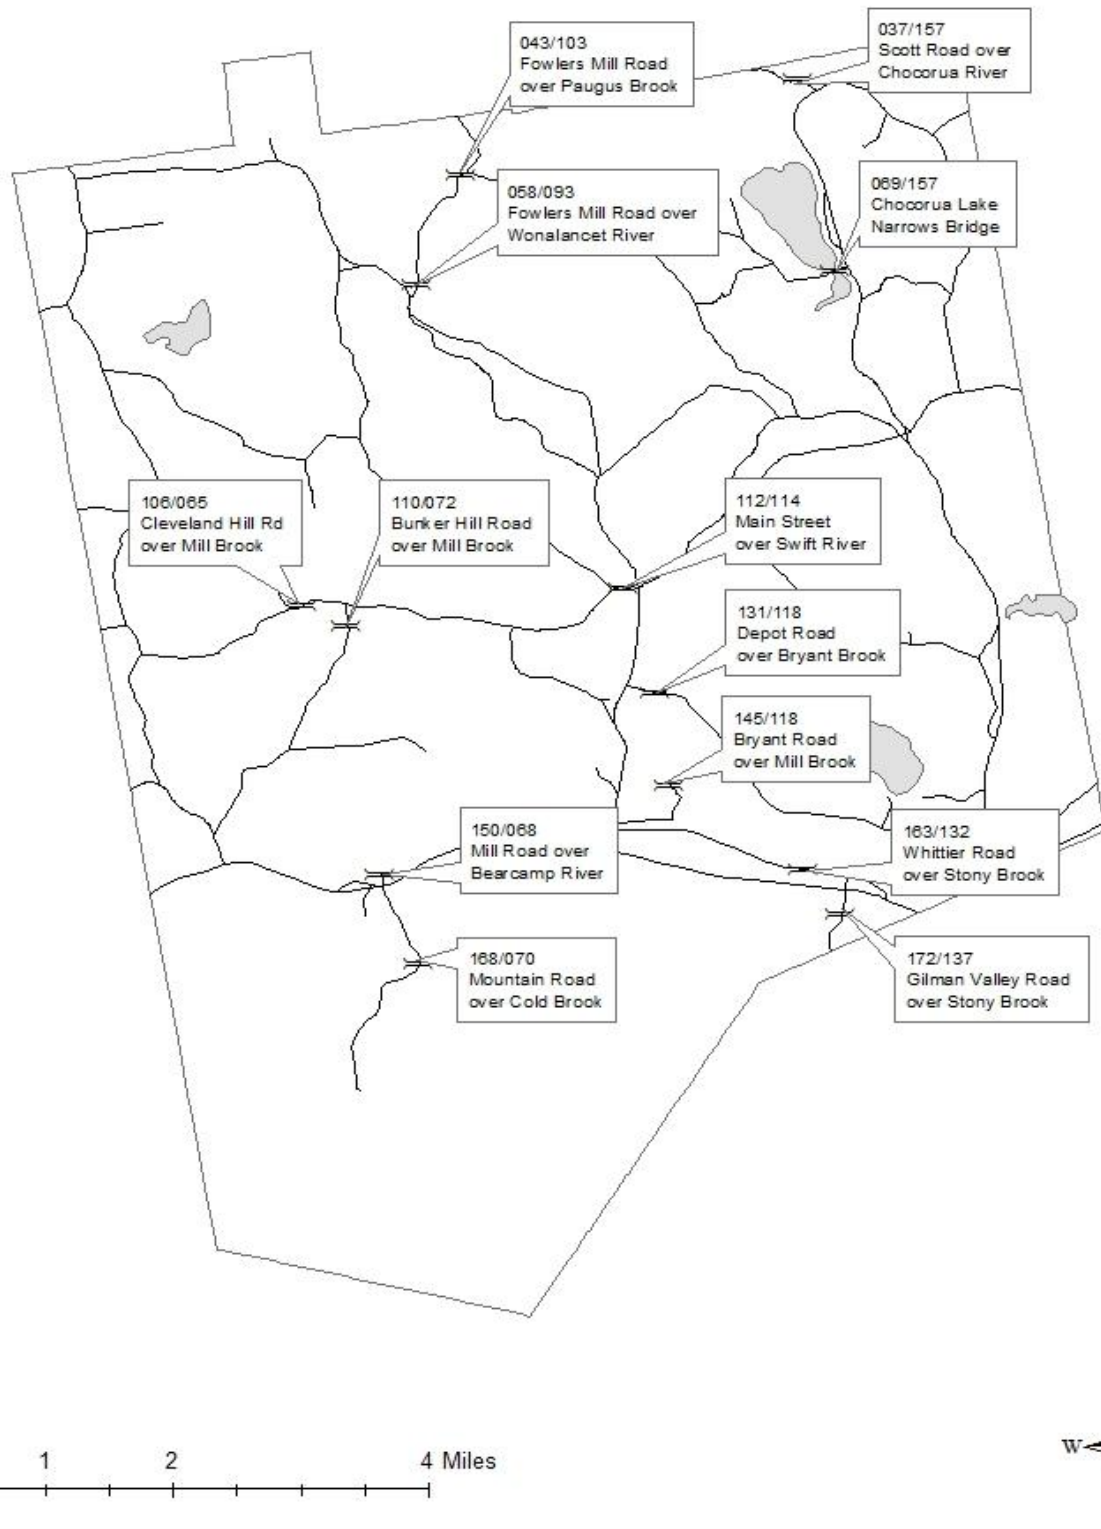 043/103
Fowlers Mill Road
over Paugus Brook
037/157
Scott Road over
Chocorua River
058/093
Fowlers Mill Road over
Wonalancet River
069/157
Chocorua Lake
Narrows Bridge
106/065
Cleveland Hill Rd
over Mill Brook
110/072
Bunker Hill Road
over Mill Brook
112/114
Main Street
over Swift River
131/118
Depot Road
over Bryant Brook
145/118
Bryant Road
over Mill Brook
150/068
Mill Road over
Bearcamp River
163/132
Whittier Road
over Stony Brook
168/070
Mountain Road
over Cold Brook
172/137
Gilman Valley Road
over Stony Brook
1 2 4 Miles
W